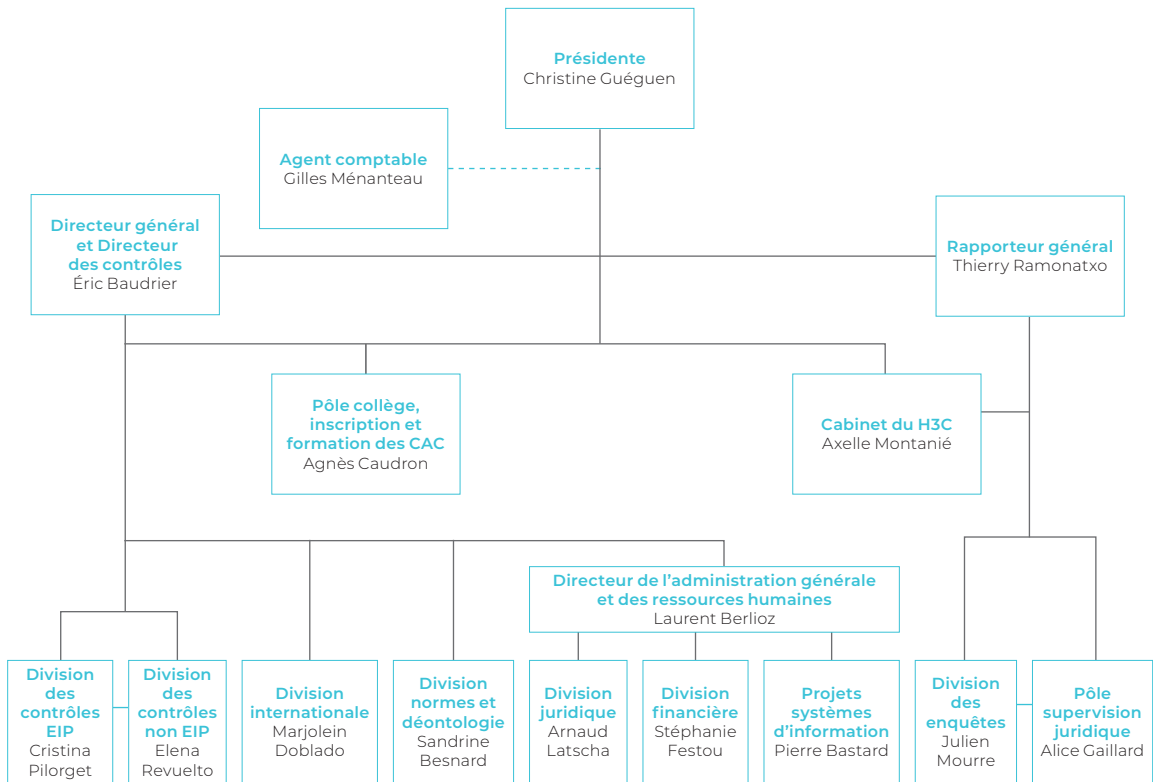 Présidente
Christine Guéguen
Agent comptable
Gilles Ménanteau
Directeur général
et Directeur
des contrôles
Éric Baudrier
Rapporteur général
Thierry Ramonatxo
Pôle collège,
inscription et
formation des CAC
Agnès Caudron
Cabinet du H3C
Axelle Montanié
Directeur de l’administration générale
et des ressources humaines
Laurent Berlioz
Division
des
contrôles
EIP
Cristina
Pilorget
Division
des
contrôles
non EIP
Elena
Revuelto
Division
internationale
Marjolein
Doblado
Division
normes et
déontologie
Sandrine
Besnard
Division
juridique
Arnaud
Latscha
Division
financière
Stéphanie
Festou
Projets
systèmes
d’information
Pierre Bastard
Division
des
enquêtes
Julien
Mourre
Pôle
supervision
juridique
Alice Gaillard